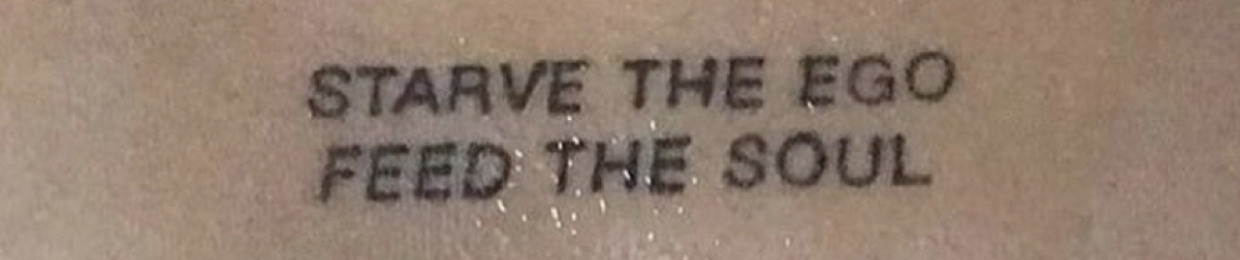 STARVE THE EGO
FEED THE SOUL